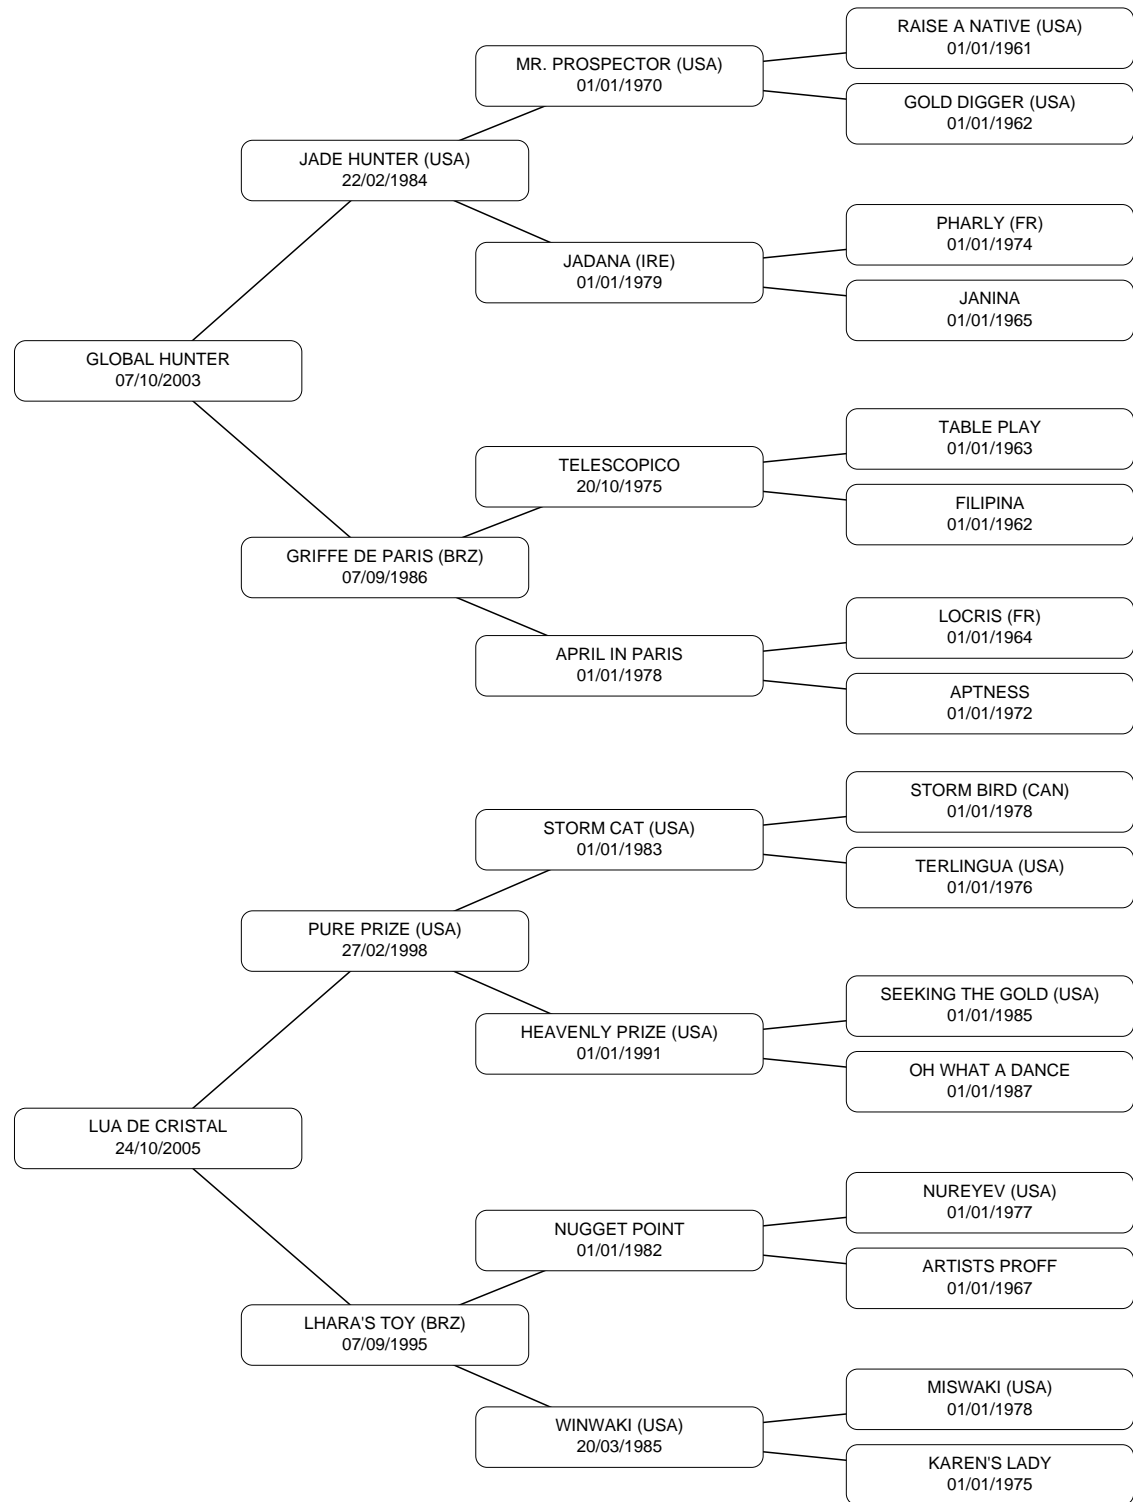 RAISE A NATIVE (USA)
01/01/1961
MR. PROSPECTOR (USA)
01/01/1970
GOLD DIGGER (USA)
01/01/1962
JADE HUNTER (USA)
22/02/1984
PHARLY (FR)
01/01/1974
JADANA (IRE)
01/01/1979
JANINA
01/01/1965
GLOBAL HUNTER
07/10/2003
TABLE PLAY
01/01/1963
TELESCOPICO
20/10/1975
FILIPINA
01/01/1962
GRIFFE DE PARIS (BRZ)
07/09/1986
LOCRIS (FR)
01/01/1964
APRIL IN PARIS
01/01/1978
APTNESS
01/01/1972
STORM BIRD (CAN)
01/01/1978
STORM CAT (USA)
01/01/1983
TERLINGUA (USA)
01/01/1976
PURE PRIZE (USA)
27/02/1998
SEEKING THE GOLD (USA)
01/01/1985
HEAVENLY PRIZE (USA)
01/01/1991
OH WHAT A DANCE
01/01/1987
LUA DE CRISTAL
24/10/2005
NUREYEV (USA)
01/01/1977
NUGGET POINT
01/01/1982
ARTISTS PROFF
01/01/1967
LHARA'S TOY (BRZ)
07/09/1995
MISWAKI (USA)
01/01/1978
WINWAKI (USA)
20/03/1985
KAREN'S LADY
01/01/1975